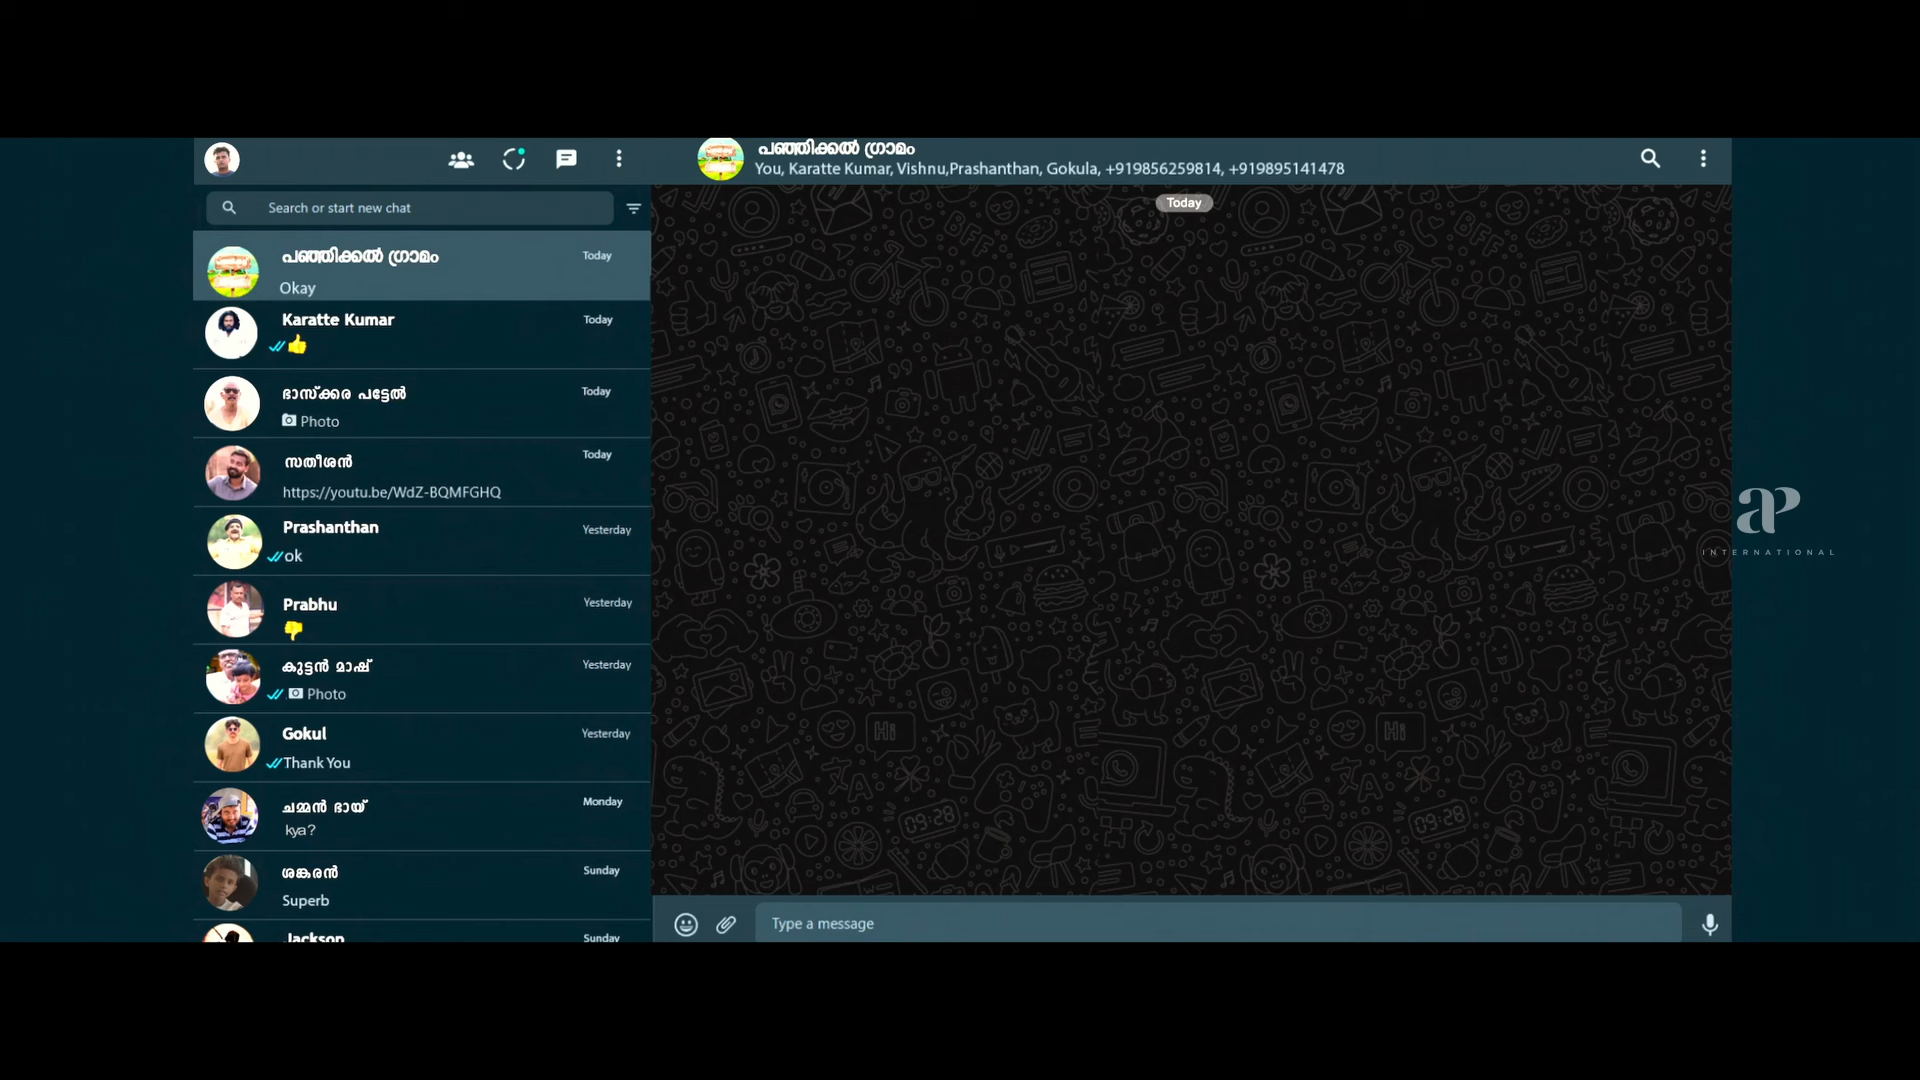 പഞ്ഞിക്കൽ ഗ്രാമം
You, Karatte Kumar, Vishnu,Prashanthan, Gokula, +919856259814, +919895141478
Search or start new chat
Today
പഞ്ഞിക്കൽ ഗ്രാമം
Today
Okay
Karatte Kumar
Today
ഭാസ്ക്കര പട്ടേൽ
Today
Photo
സതീശൻ
Today
https://youtu.be/WdZ-BQMFGHQ
Prashanthan
Yesterday
ok
Prabhu
Yesterday
കുട്ടൻ മാഷ്
Yesterday
Photo
Gokul
Yesterday
Thank You
ചമ്മൻ ഭായ്
Monday
kya?
ശങ്കരൻ
Sunday
Superb
Jackson
Sunday
Type a message
ap
INTERNATIONAL